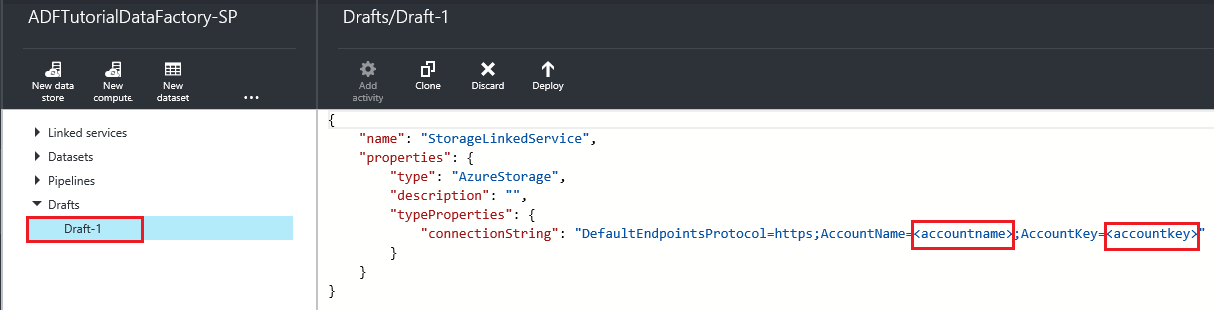 ADFTutorialDataFactory-SP
New data store
New compute.
New dataset
...
Linked services
Datasets
Pipelines
Drafts
Draft-1
Drafts/Draft-1
Add activity
Clone
Discard
Deploy
{
"name": "StorageLinkedService",
"properties": {
"type": "AzureStorage",
"description": "",
"typeProperties": {
"connectionString": "DefaultEndpointsProtocol=https;AccountName=<accountname>;AccountKey=<accountkey>"
}
}
}